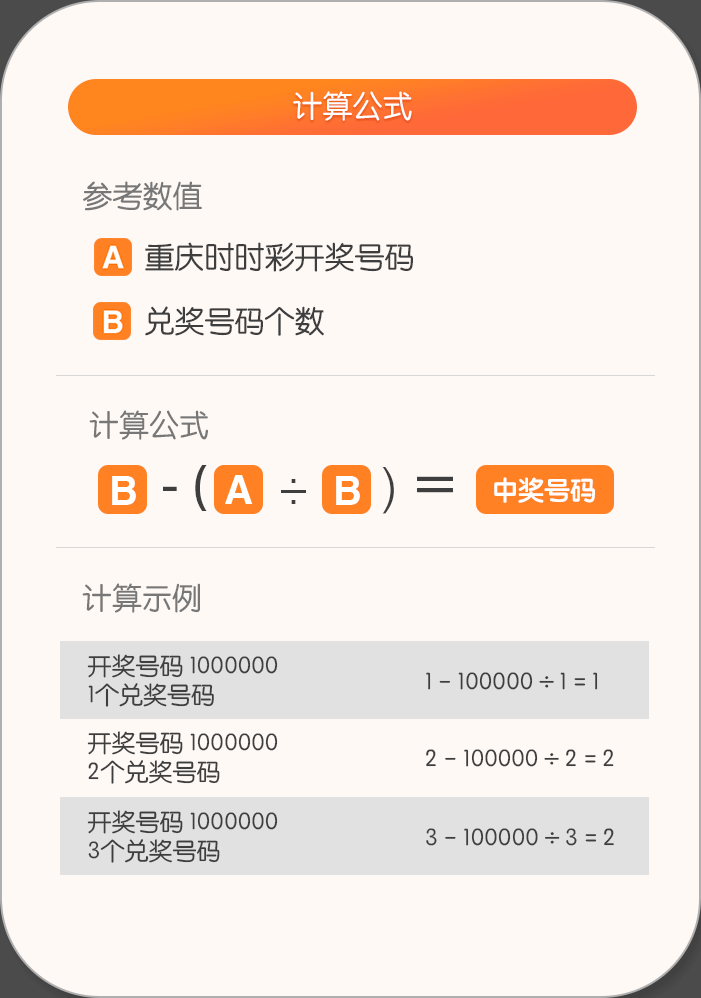 计算公式
参考数值
A 重庆时时彩开奖号码
B 兑奖号码个数
计算公式
B - ( A ÷ B ) = 中奖号码
计算示例
开奖号码 1000000
1个兑奖号码
1 - 100000 ÷ 1 = 1
开奖号码 1000000
2个兑奖号码
2 - 100000 ÷ 2 = 2
开奖号码 1000000
3个兑奖号码
3 - 100000 ÷ 3 = 2